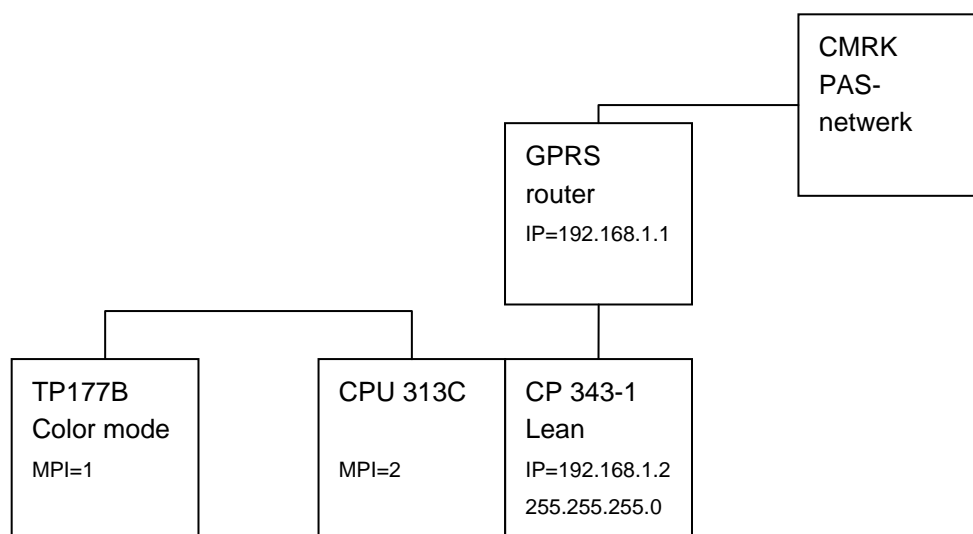 CMRK
PAS-
netwerk
GPRS
router
IP=192.168.1.1
TP177B
Color mode
MPI=1
CPU 313C
MPI=2
CP 343-1
Lean
IP=192.168.1.2
255.255.255.0